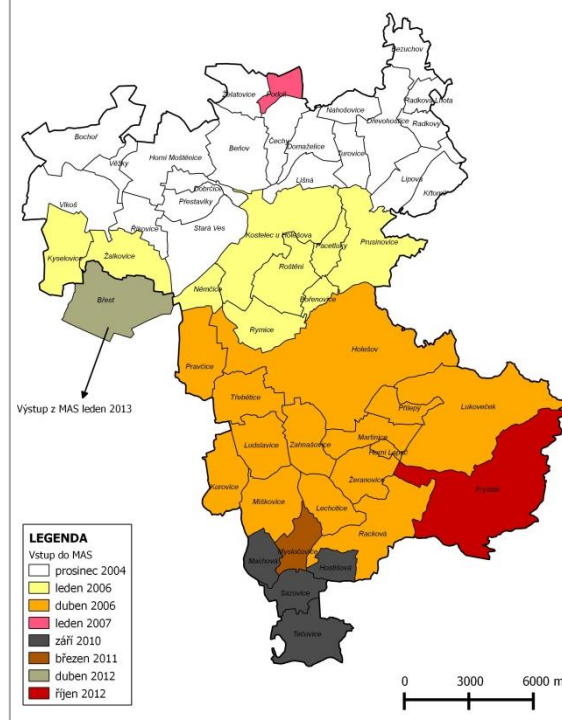 Bezuchov
Želatovice
Podolí
Nahošovice
Radkova Lhota
Dřevohostice
Radkovy
Bochoř
Věžky
Horní Moštěnice
Beňov
Čechy
Domaželice
Turovice
Lipová
Křtomil
Lišná
Dobrčice
Přestavlky
Vlkoš
Říkovice
Stará Ves
Kostelec u Holešova
Prusinovice
Pacetluky
Kyselovice
Žalkovice
Roštění
Němčice
Bořenovice
Břest
Rymice
Holešov
Pravčice
Výstup z MAS leden 2013
Třebětice
Přílepy
Lukoveček
Ludslavice
Zahnašovice
Martinice
Horní Lapač
Žeranovice
Fryšták
Kurovice
Míškovice
Lechotice
Racková
Mysločovice
Machová
Hostišová
Sazovice
Tečovice
LEGENDA
Vstup do MAS
prosinec 2004
leden 2006
duben 2006
leden 2007
září 2010
březen 2011
duben 2012
říjen 2012
0 3000 6000 m